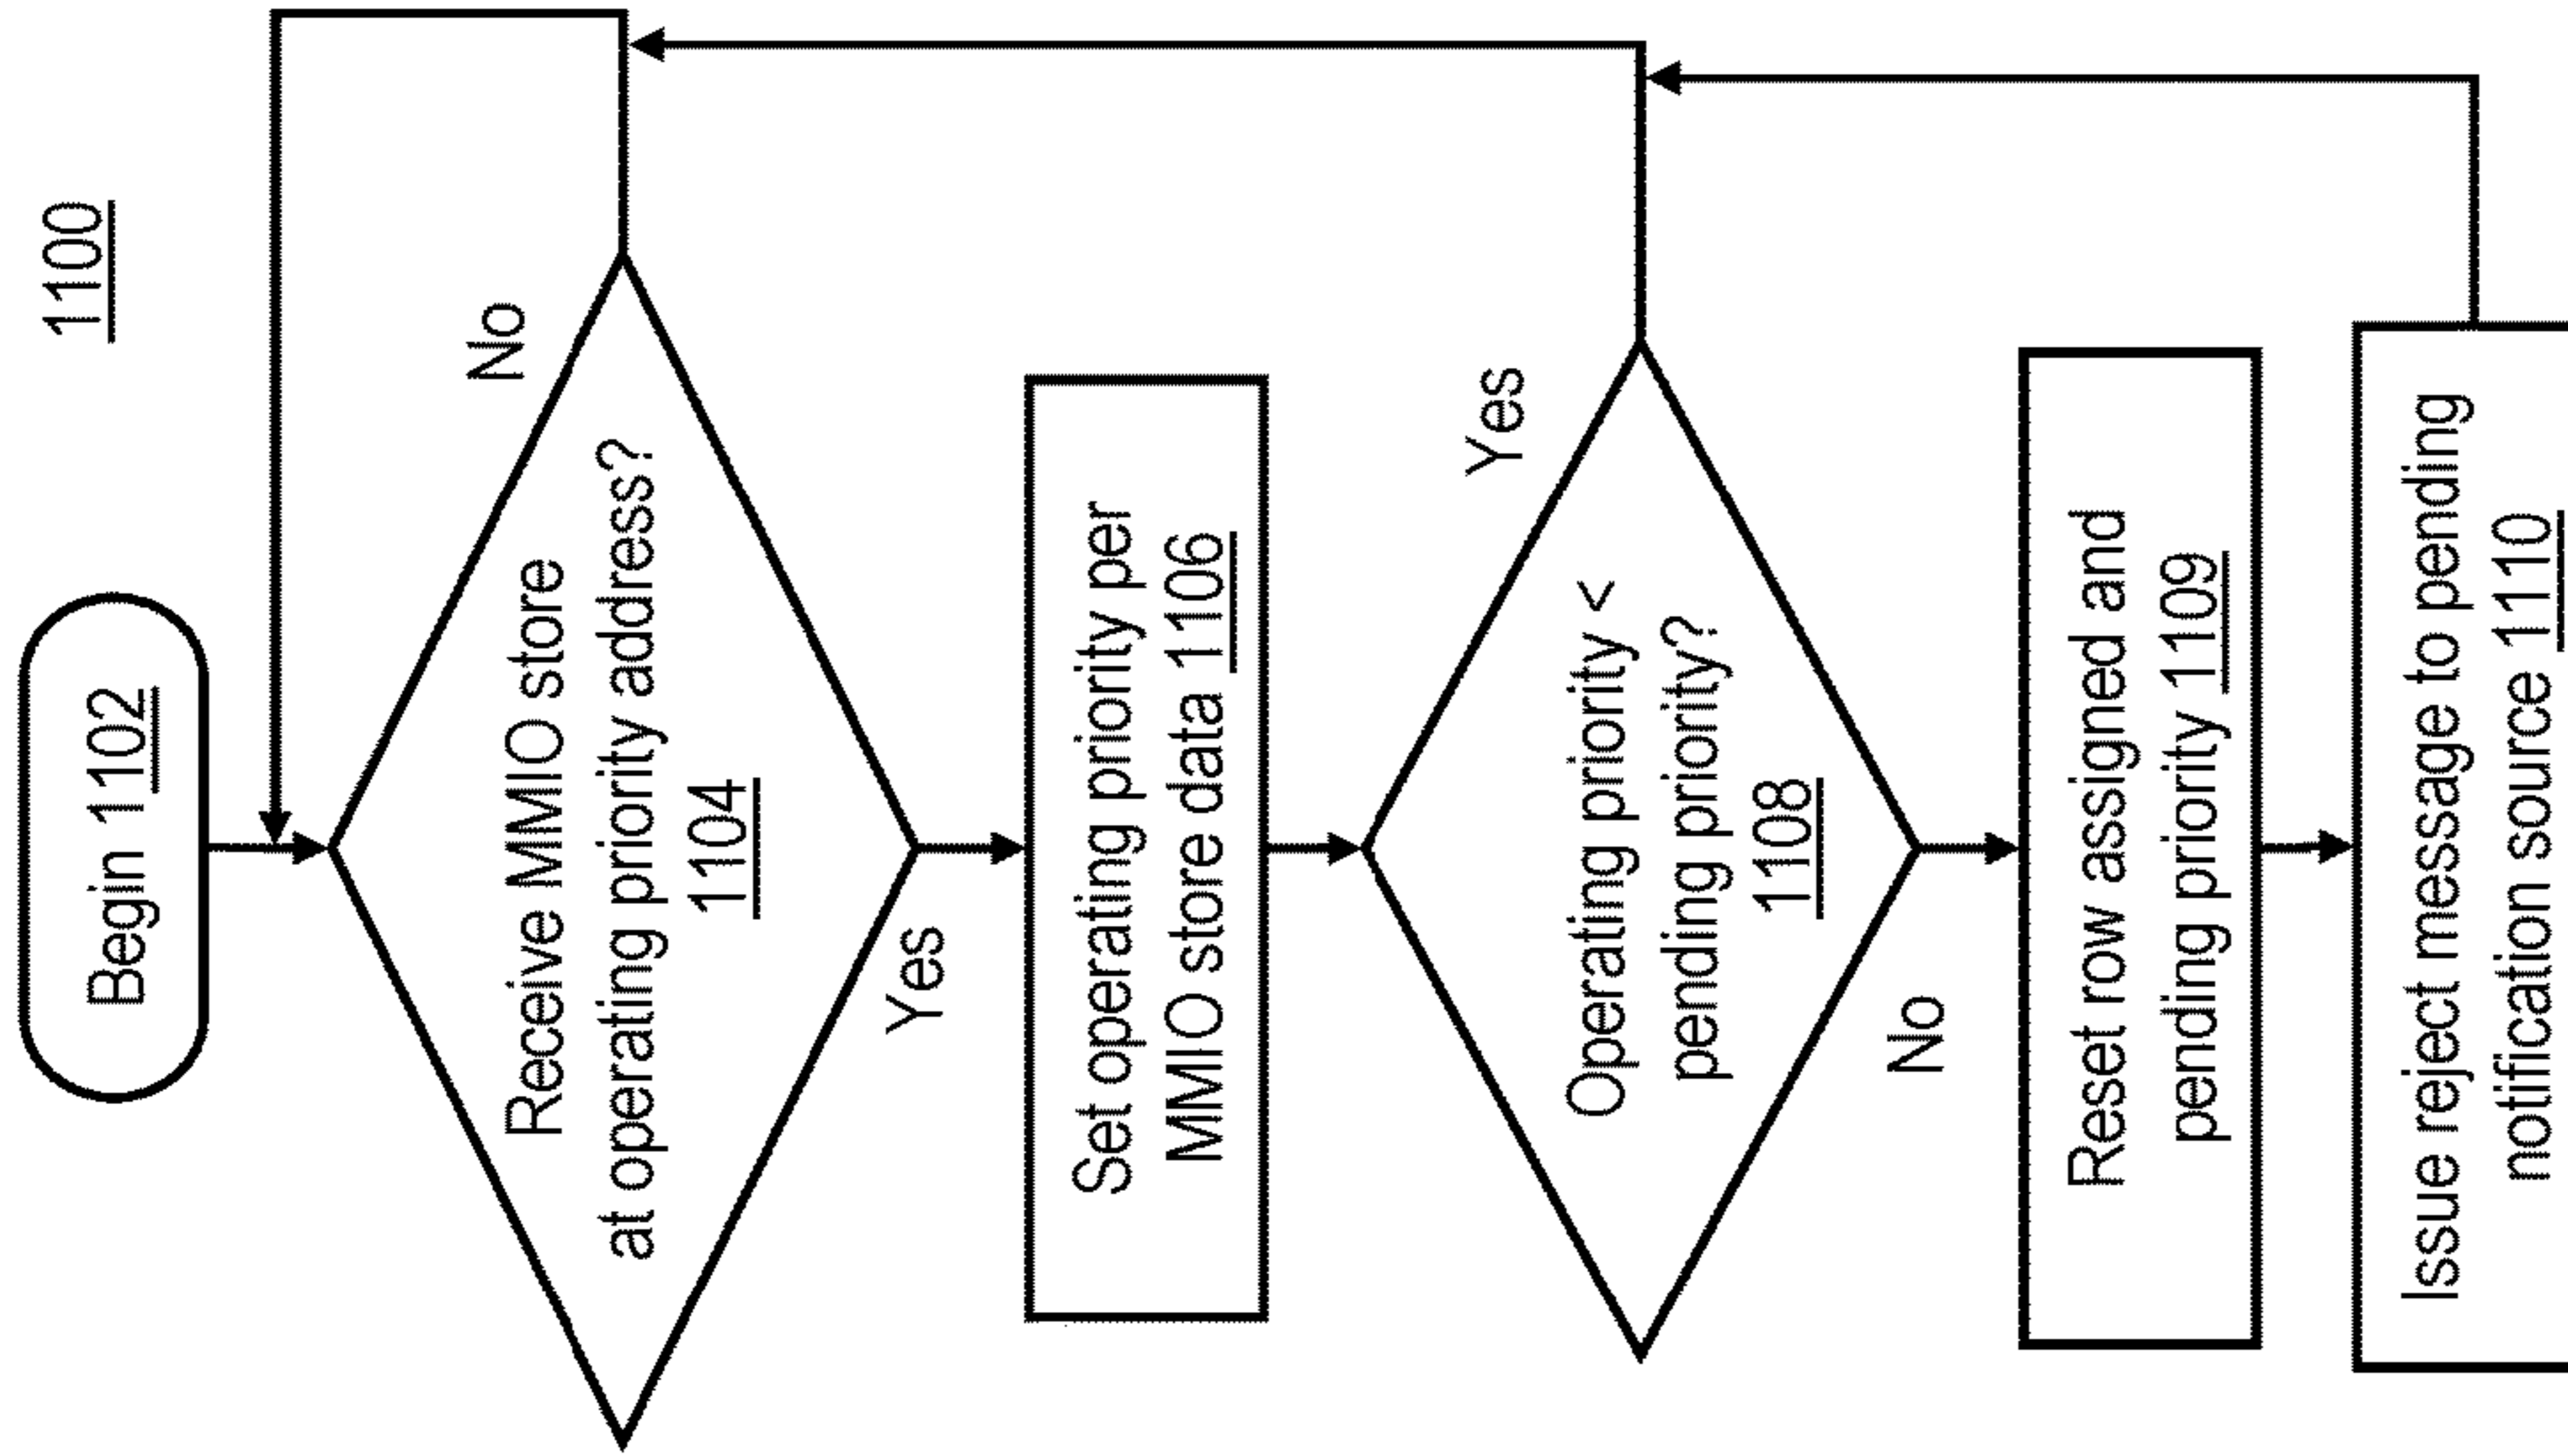 1100
Begin 1102
Receive MMIO store
at operating priority address?
1104
No
Yes
Set operating priority per
MMIO store data 1106
Operating priority <
pending priority?
1108
Yes
No
Reset row assigned and
pending priority 1109
Issue reject message to pending
notification source 1110